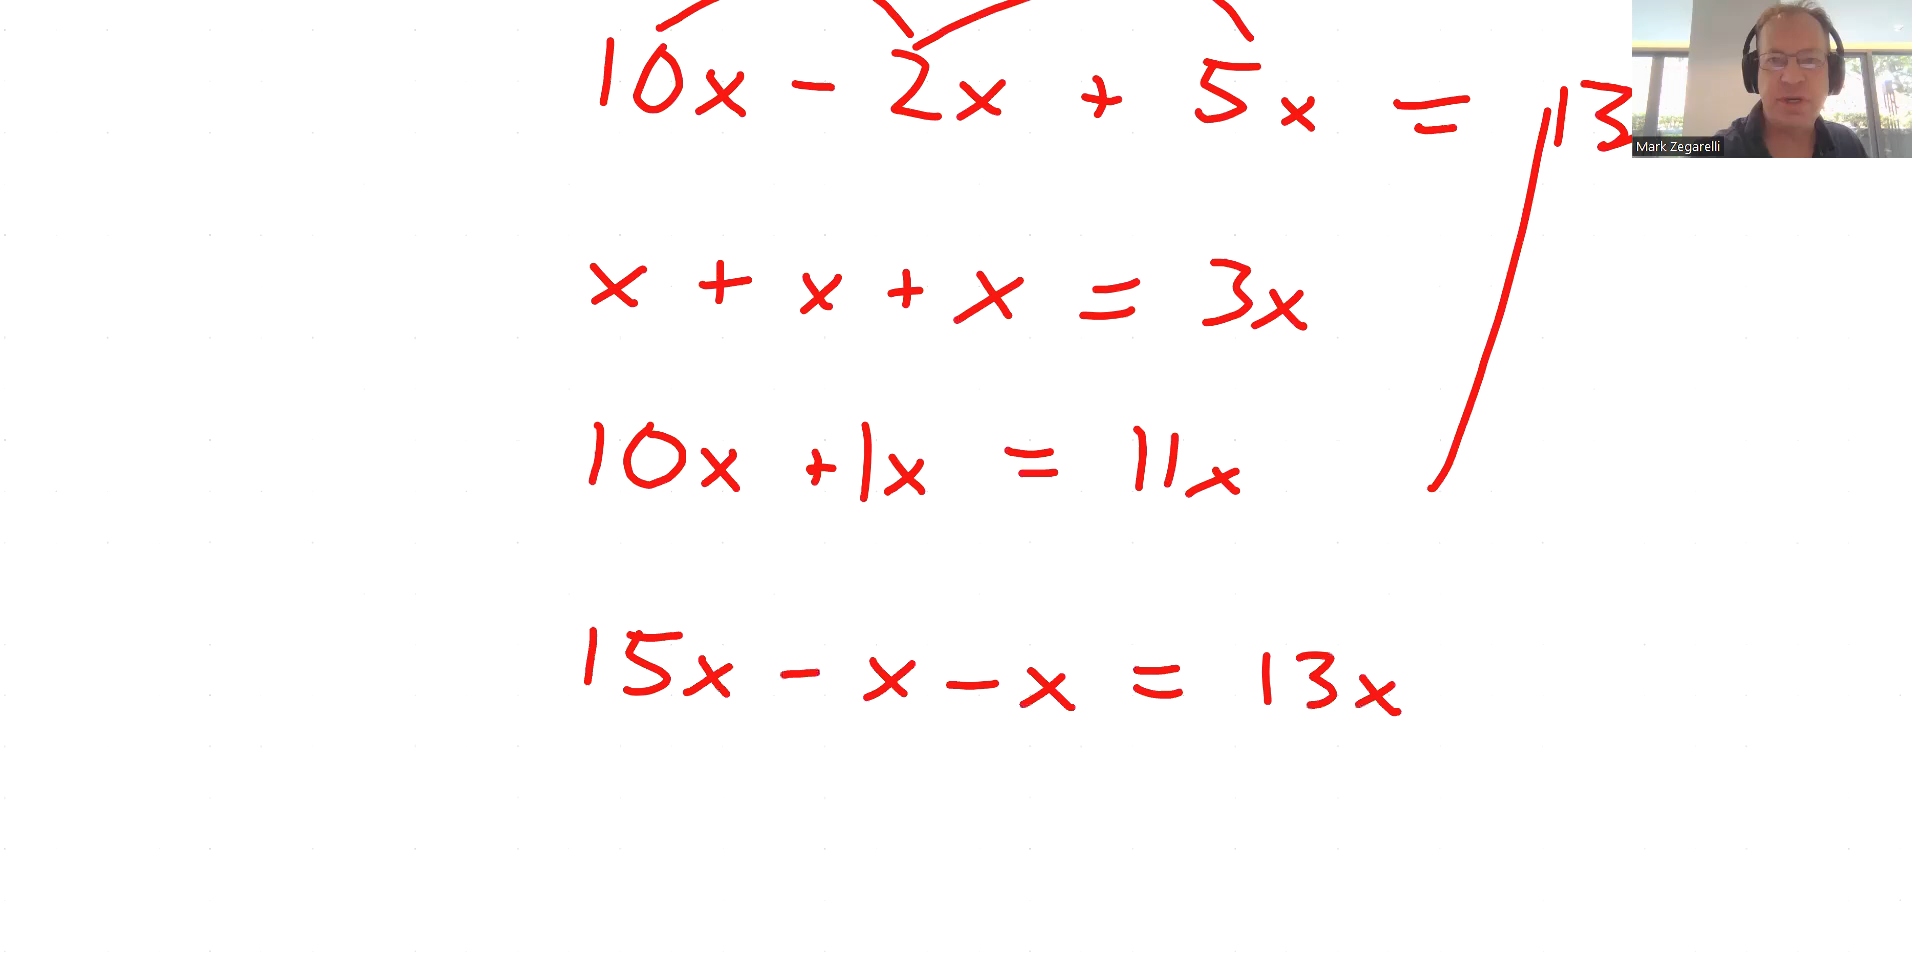 10x - 2x + 5x = 13
Mark Zegarelli
x + x + x = 3x
10x + 1x = 11x
15x - x - x = 13x